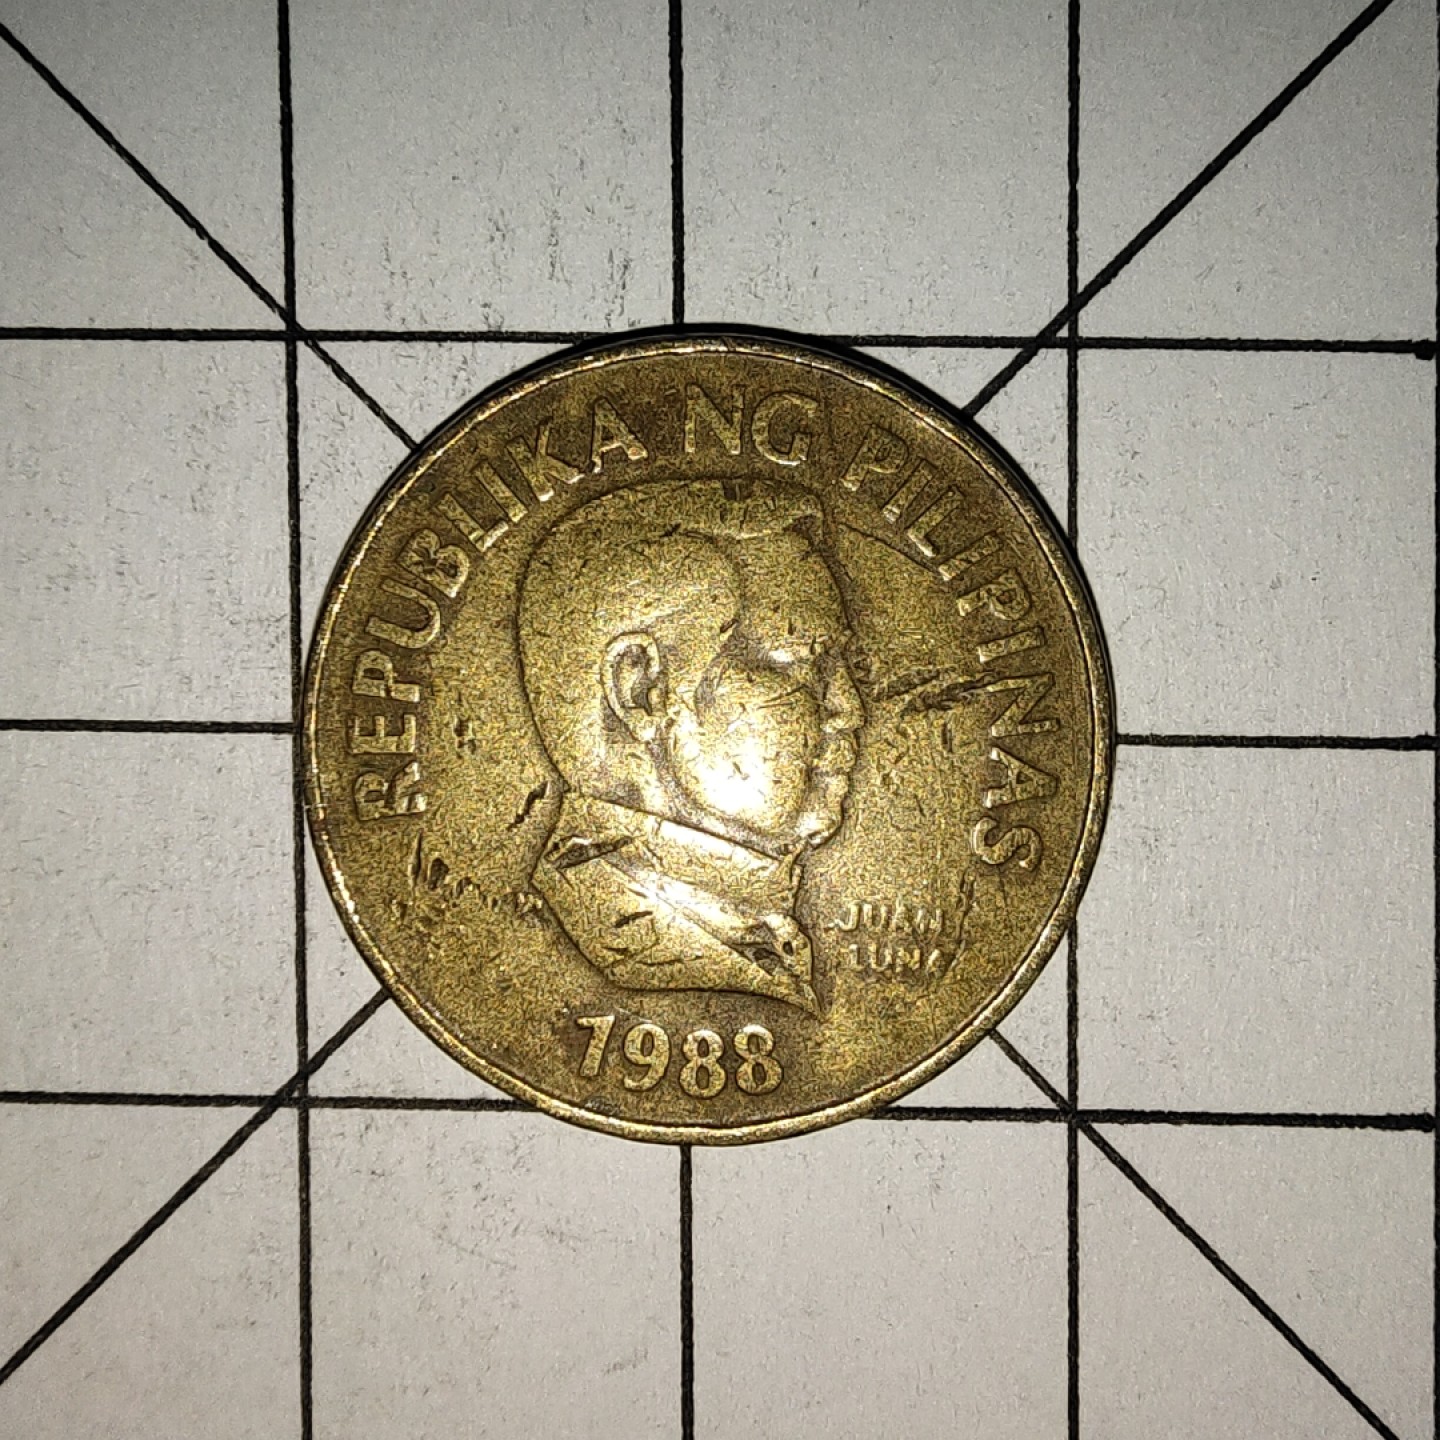 REPUBLIKA NG PILIPINAS
JUAN
LUNA
1988